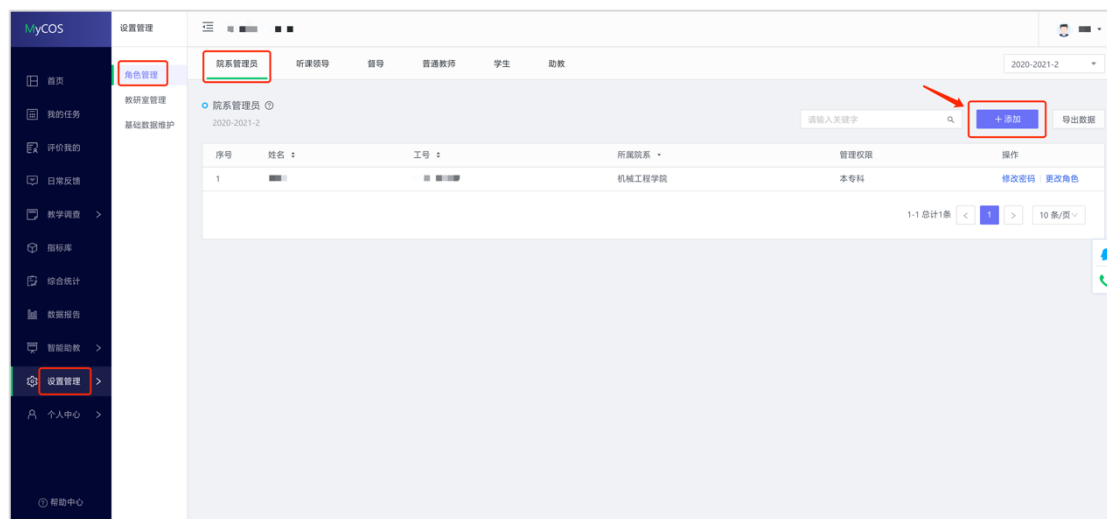 MyCOS
首页
我的任务
评价我的
日常反馈
教学调查 >
指标库
综合统计
数据报告
智能助教 >
设置管理 >
个人中心 >
帮助中心
设置管理
角色管理
教研室管理
基础数据维护
院系管理员 听课领导 督导 普通教师 学生 助教 2020-2021-2
院系管理员
2020-2021-2
请输入关键字 +添加 导出数据
序号 姓名 工号 所属院系 管理权限 操作
1 机械工程学院 本专科 修改密码 更改角色
1-1 总计1条 < 1 > 10 条/页